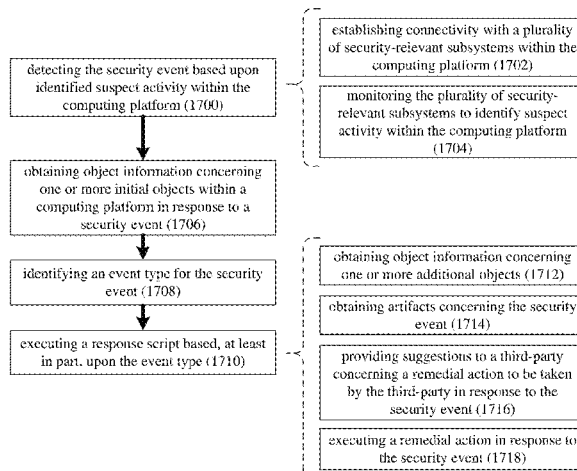 detecting the security event based upon
identified suspect activity within the
computing platform (1700)
establishing connectivity with a plurality
of security-relevant subsystems within the
computing platform (1702)
monitoring the plurality of security-
relevant subsystems to identify suspect
activity within the computing platform
(1704)
obtaining object information concerning
one or more initial objects within a
computing platform in response to a
security event (1706)
identifying an event type for the security
event (1708)
executing a response script based, at least
in part, upon the event type (1710)
obtaining object information concerning
one or more additional objects (1712)
obtaining artifacts concerning the security
event (1714)
providing suggestions to a third-party
concerning a remedial action to be taken
by the third-party in response to the
security event (1716)
executing a remedial action in response to
the security event (1718)